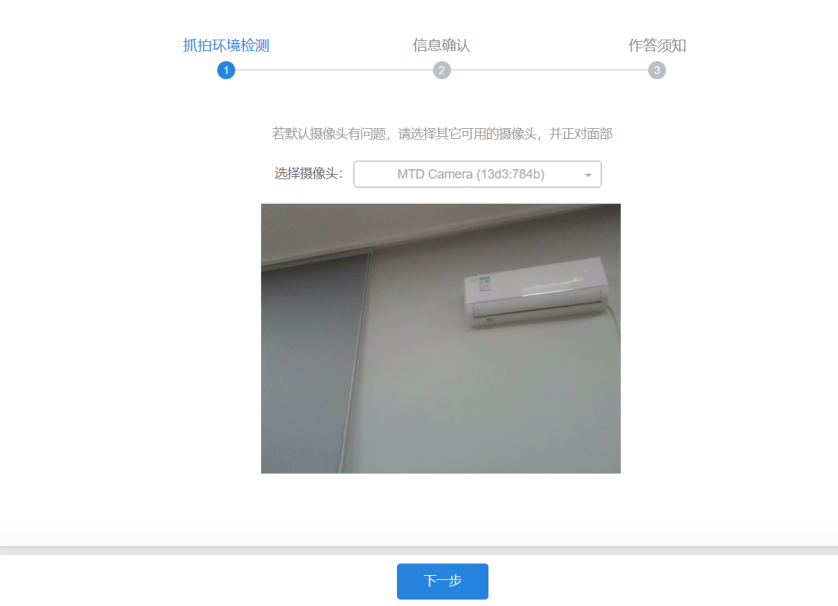 抓拍环境检测 信息确认 作答须知
1 2 3
若默认摄像头有问题，请选择其它可用的摄像头，并正对面部
选择摄像头： MTD Camera (13d3:784b)
下一步